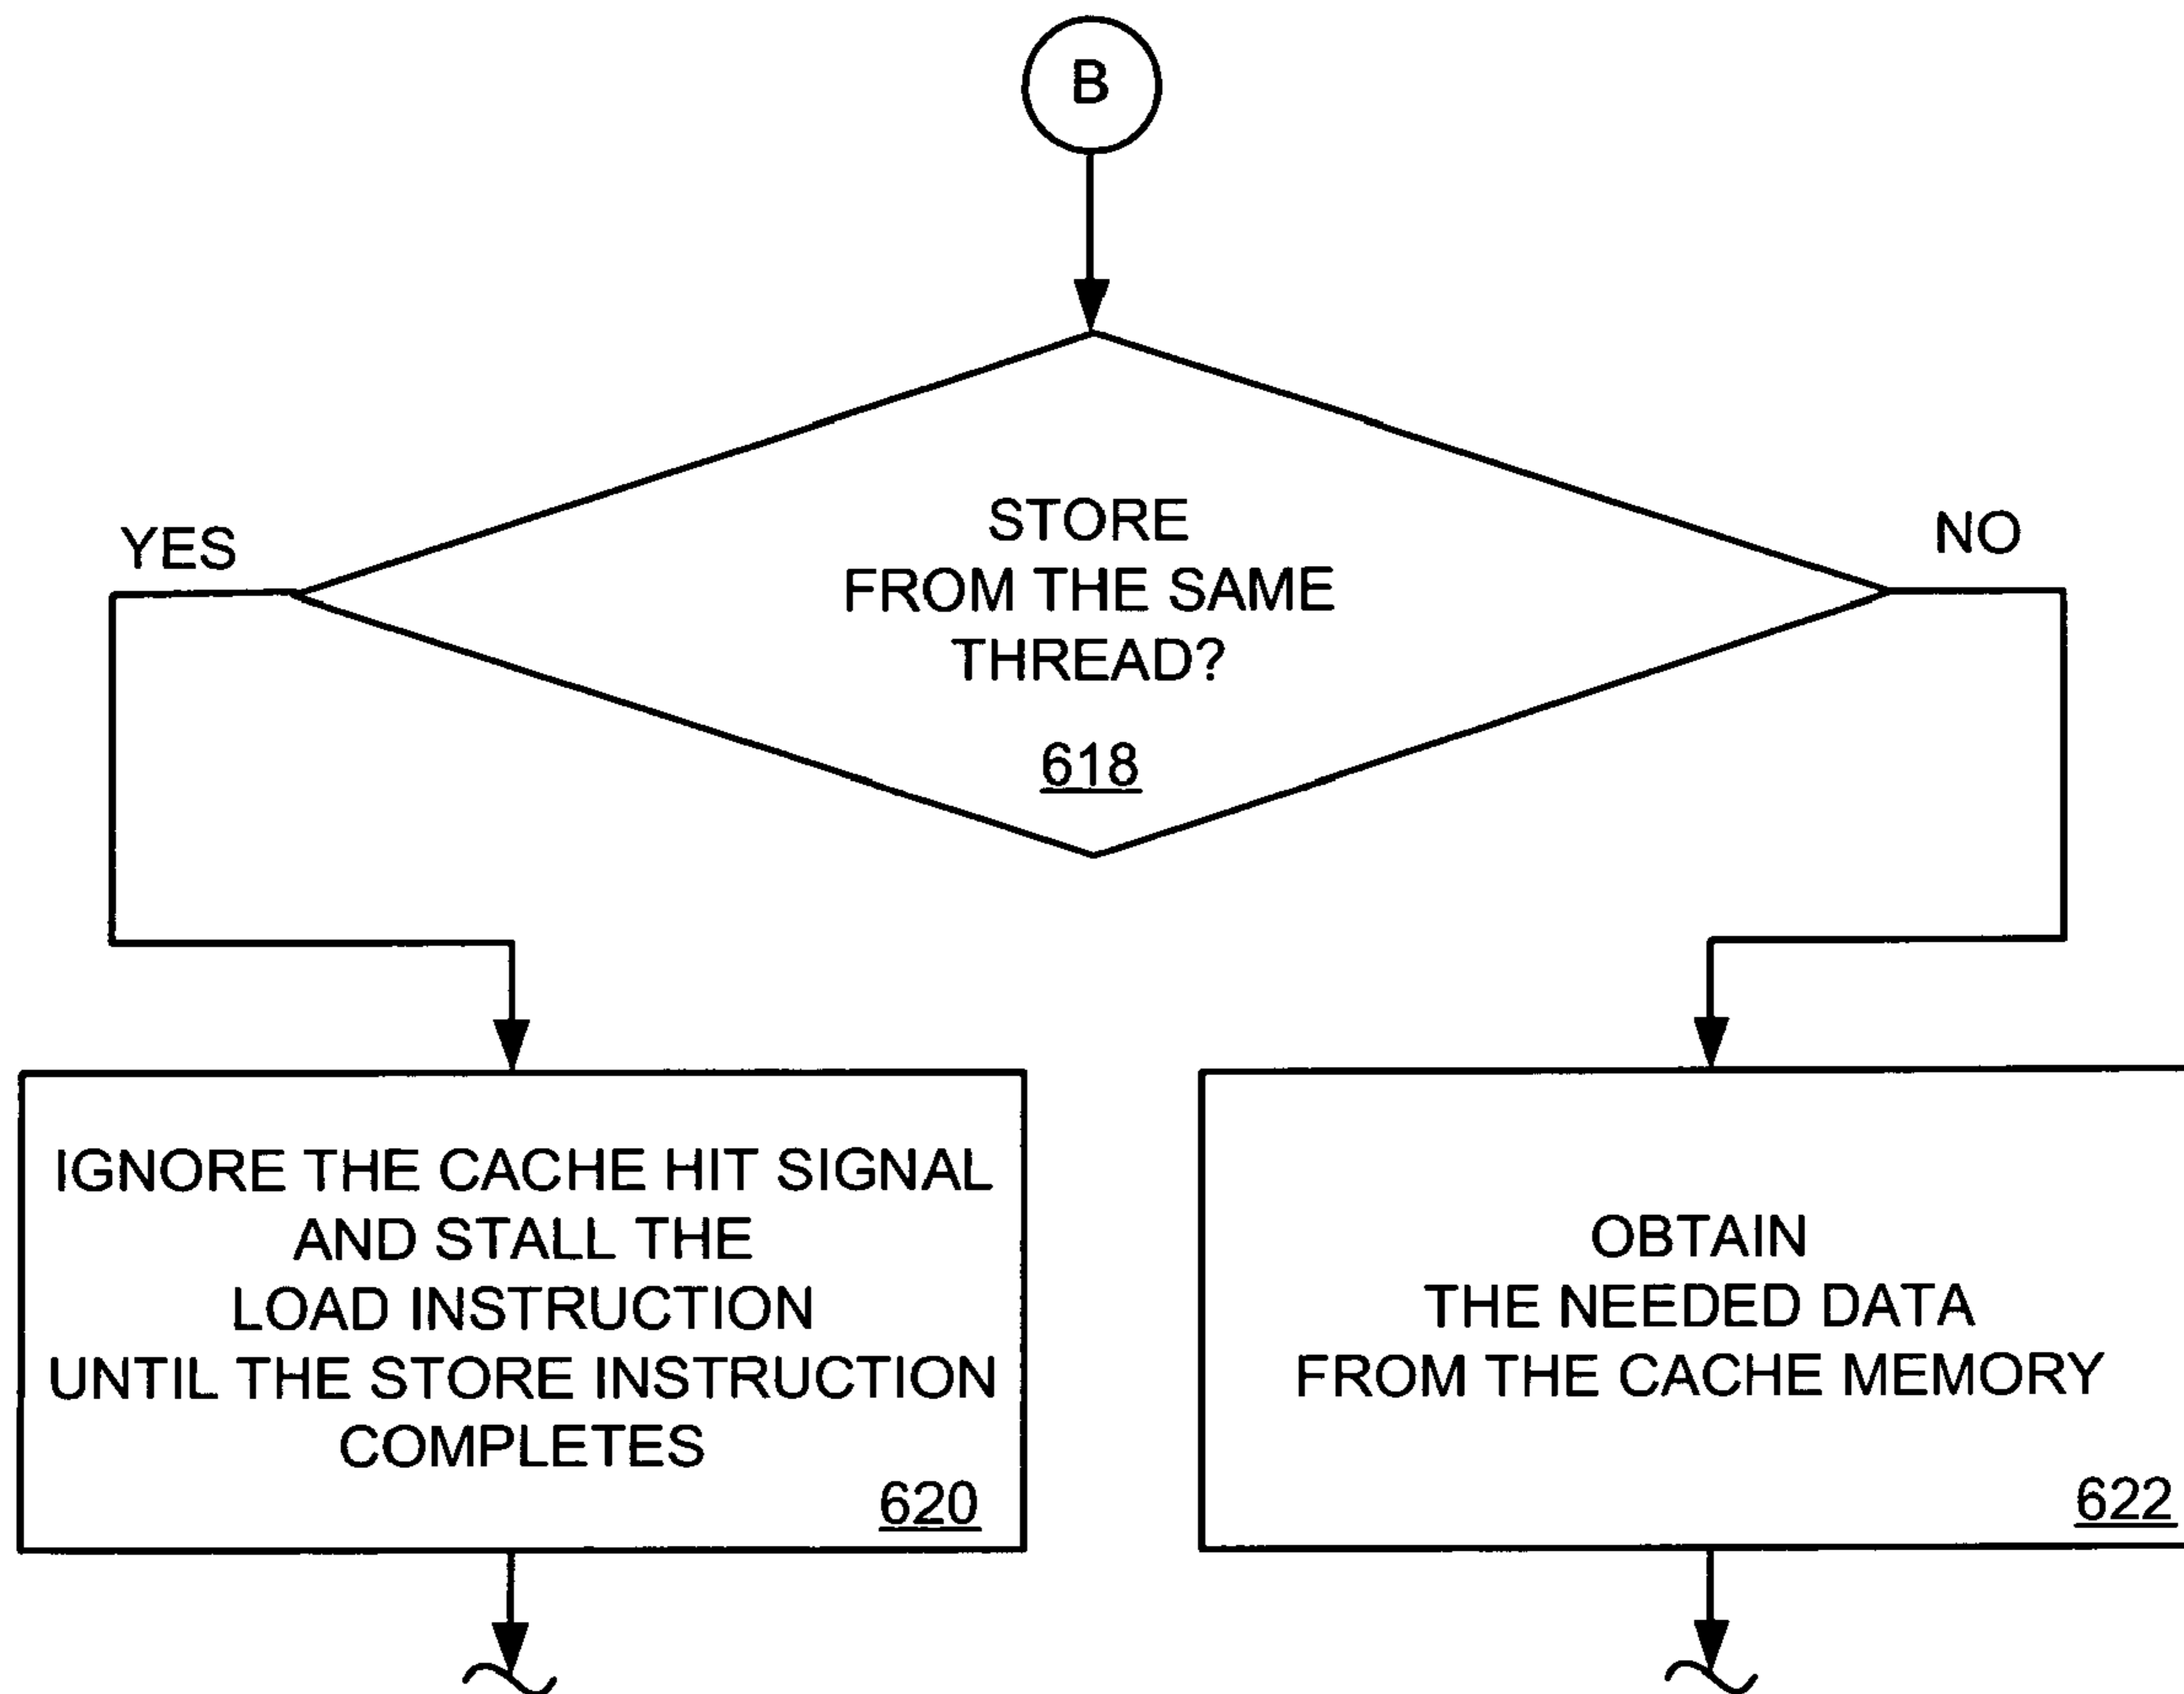 B
STORE
FROM THE SAME
THREAD?
618
YES
NO
IGNORE THE CACHE HIT SIGNAL
AND STALL THE
LOAD INSTRUCTION
UNTIL THE STORE INSTRUCTION
COMPLETES
620
OBTAIN
THE NEEDED DATA
FROM THE CACHE MEMORY
622